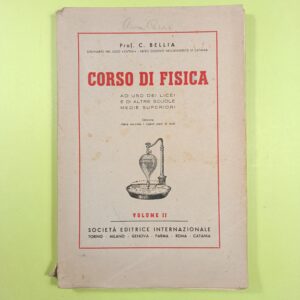 Prof. C. BELLIA
CORSO DI FISICA
AD USO DEI LICEI
E DI ALTRE SCUOLE
MEDIE SUPERIORI
VOLUME II
SOCIETÀ EDITRICE INTERNAZIONALE
TORINO - MILANO - GENOVA - PARMA - ROMA - CATANIA